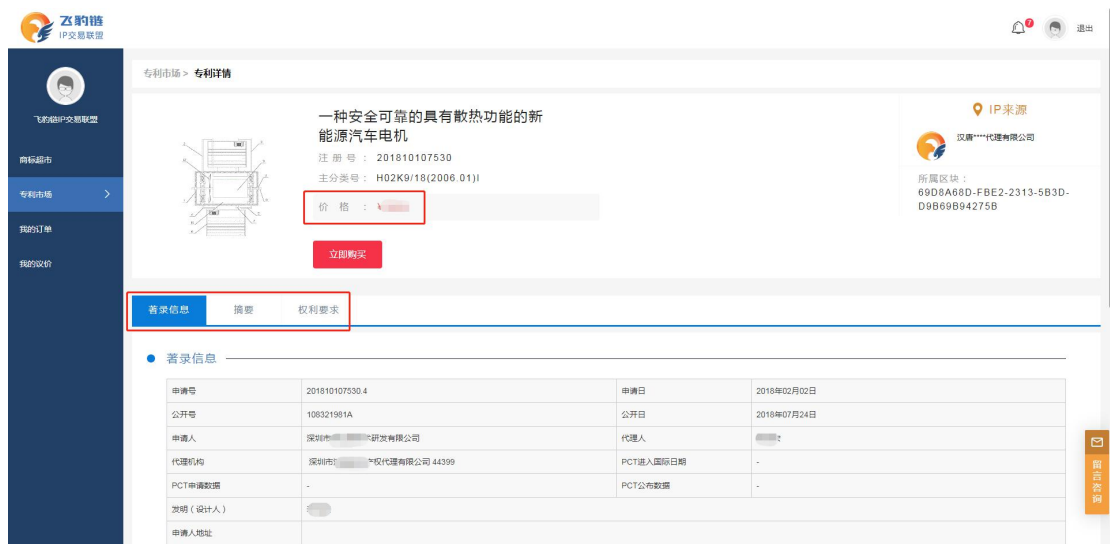 飞豹链
IP交易联盟
7
退出
飞豹链IP交易联盟
商标超市
专利市场
我的订单
我的议价
专利市场 > 专利详情
一种安全可靠的具有散热功能的新
能源汽车电机
注 册 号 : 201810107530
主分类号: H02K9/18(2006.01)I
价 格 : ¥
立即购买
IP来源
汉唐****代理有限公司
所属区块:
69D8A68D-FBE2-2313-5B3D-
D9B69B94275B
著录信息 摘要 权利要求
著录信息
申请号 201810107530.4 申请日 2018年02月02日
公开号 108321981A 公开日 2018年07月24日
申请人 深圳市 研发有限公司 代理人
代理机构 深圳市 权代理有限公司 44399 PCT进入国际日期 -
PCT申请数据 - PCT公布数据 -
发明(设计人)
申请人地址
留言咨询